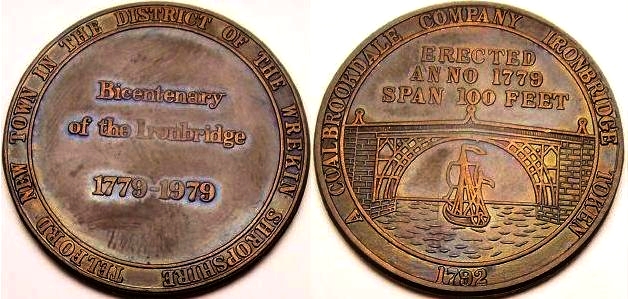 TELFORD NEW TOWN IN THE DISTRICT OF THE WREKIN SHROPSHIRE
Bicentenary
of the Ironbridge
1779-1979
A COALBROOKDALE COMPANY IRONBRIDGE TOKEN
ERECTED
ANNO 1779
SPAN 100 FEET
1792